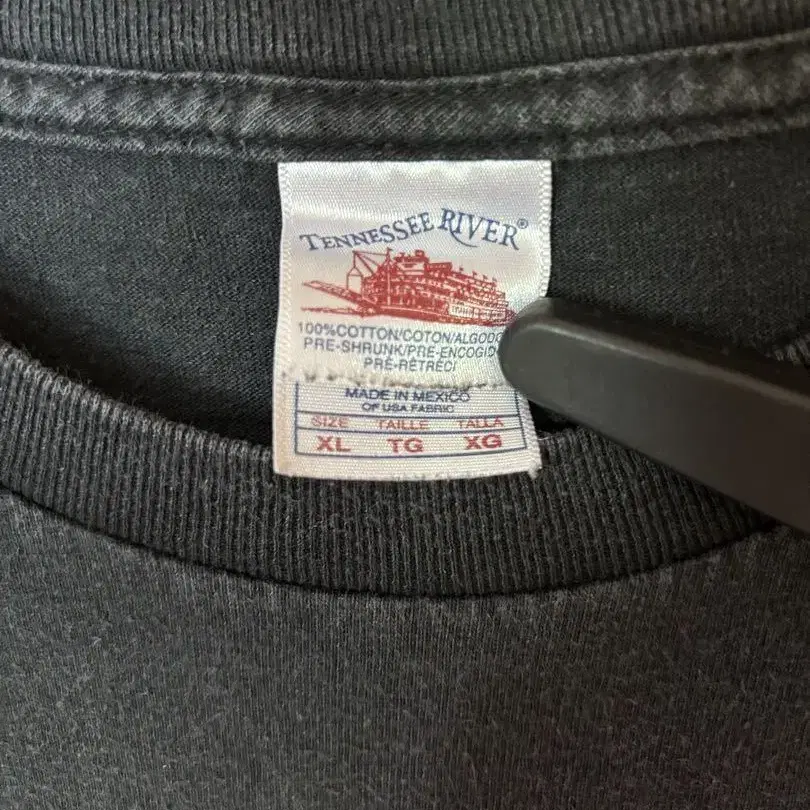 TENNESSEE RIVER®
100%COTTON/COTON/ALGODO
PRE-SHRUNK/PRE-ENCOGID
PRÉ-RÉTRÉCI
MADE IN MEXICO
OF USA FABRIC
SIZE TAILLE TALLA
XL TG XG